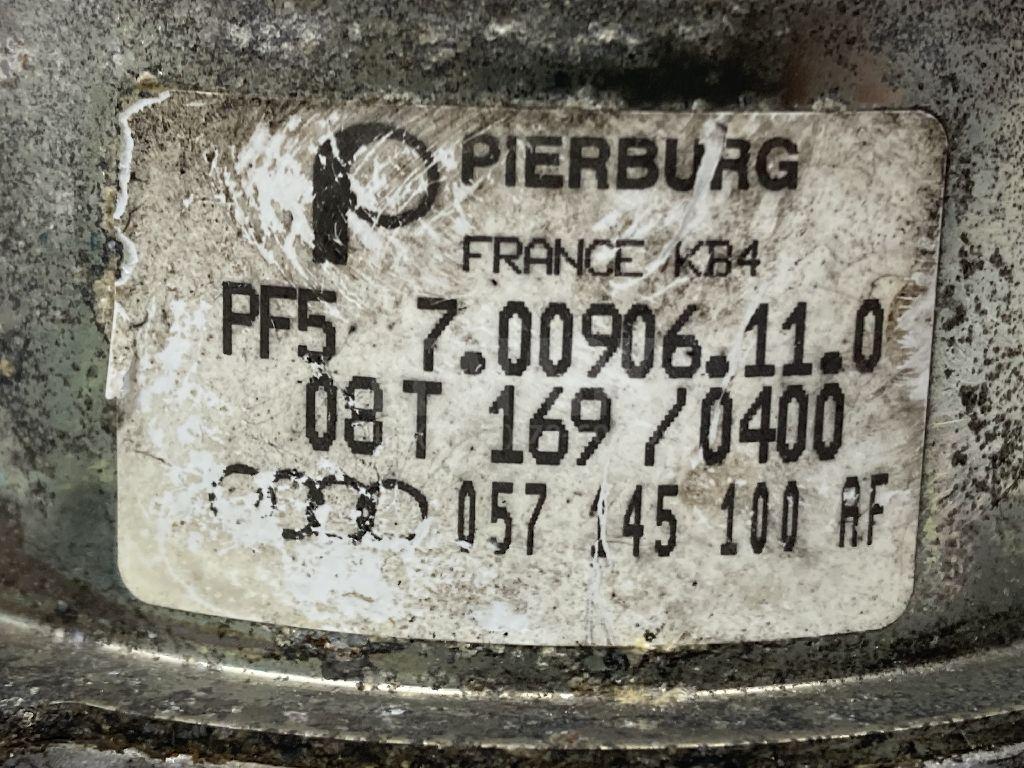 PIERBURG
FRANCE KB4
PF5 7.00906.11.0
08T 169 /0400
057 145 100 AF